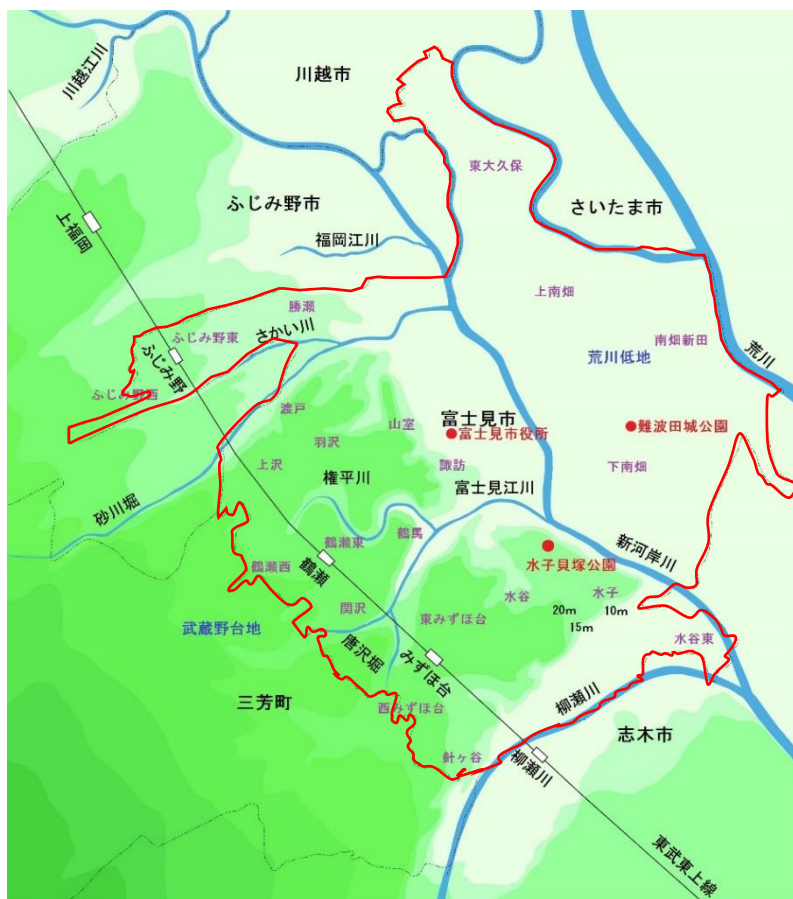 川越市
川越江川
東大久保
ふじみ野市
さいたま市
上福岡
福岡江川
上南畑
勝瀬
さかい川
ふじみ野東
南畑新田
荒川
ふじみ野
荒川低地
ふじみ野西
渡戸
山室
富士見市
富士見市役所
難波田城公園
羽沢
上沢
諏訪
下南畑
権平川
富士見江川
砂川堀
鶴馬
鶴瀬東
新河岸川
鶴瀬西
鶴瀬
水子貝塚公園
水谷
水子
関沢
20m
10m
東みずほ台
15m
武蔵野台地
唐沢堀
水谷東
みずほ台
三芳町
西みずほ台
柳瀬川
志木市
針ヶ谷
柳瀬川
東武東上線